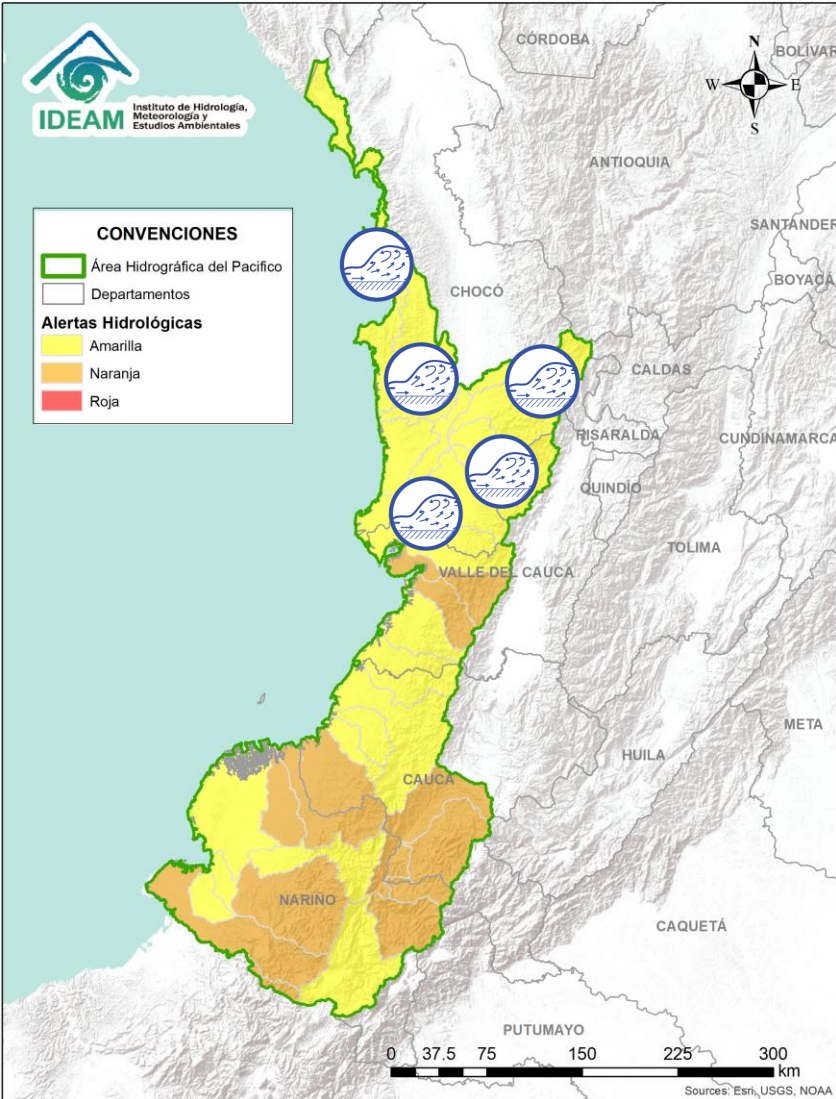 IDEAM
Instituto de Hidrología,
Meteorología y
Estudios Ambientales
CÓRDOBA
BOLÍVAR
N
W
E
S
ANTIOQUIA
SANTANDER
BOYACÁ
CONVENCIONES
Área Hidrográfica del Pacifico
Departamentos
Alertas Hidrológicas
Amarilla
Naranja
Roja
CHOCÓ
CALDAS
RISARALDA
CUNDINAMARCA
QUINDÍO
TOLIMA
VALLE DEL CAUCA
META
HUILA
CAUCA
NARIÑO
CAQUETÁ
PUTUMAYO
0 37.5 75 150 225 300
km
Sources: Esri, USGS, NOAA